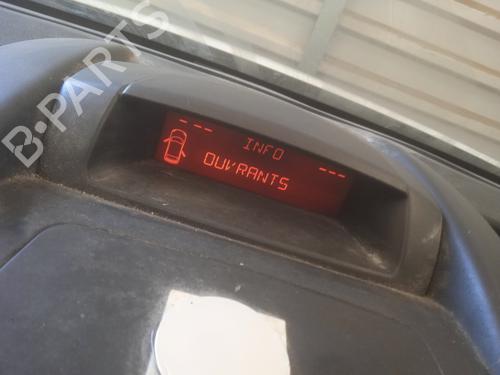 B-PARTS
--- INFO ---
OUVRANTS